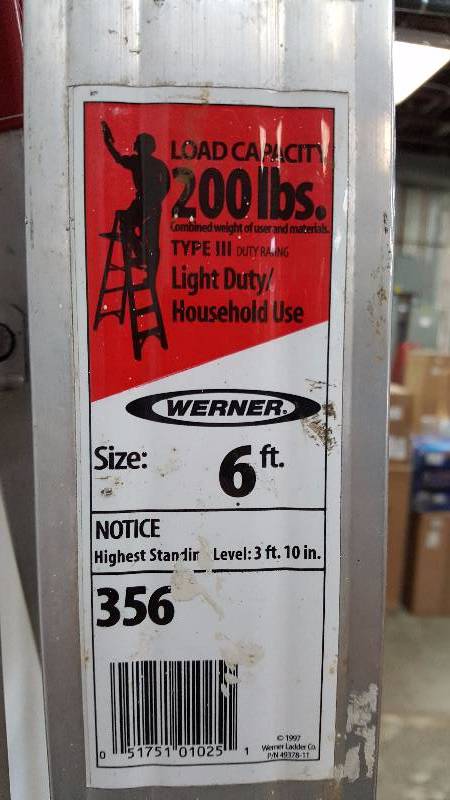 LOAD CAPACITY
200 lbs.
Combined weight of user and materials.
TYPE III DUTY RATING
Light Duty/
Household Use
WERNER®
Size: 6 ft.
NOTICE
Highest Standin Level: 3 ft. 10 in.
356
0 51751 01025 1
© 1997
Werner Ladder Co.
P/N 49378-11